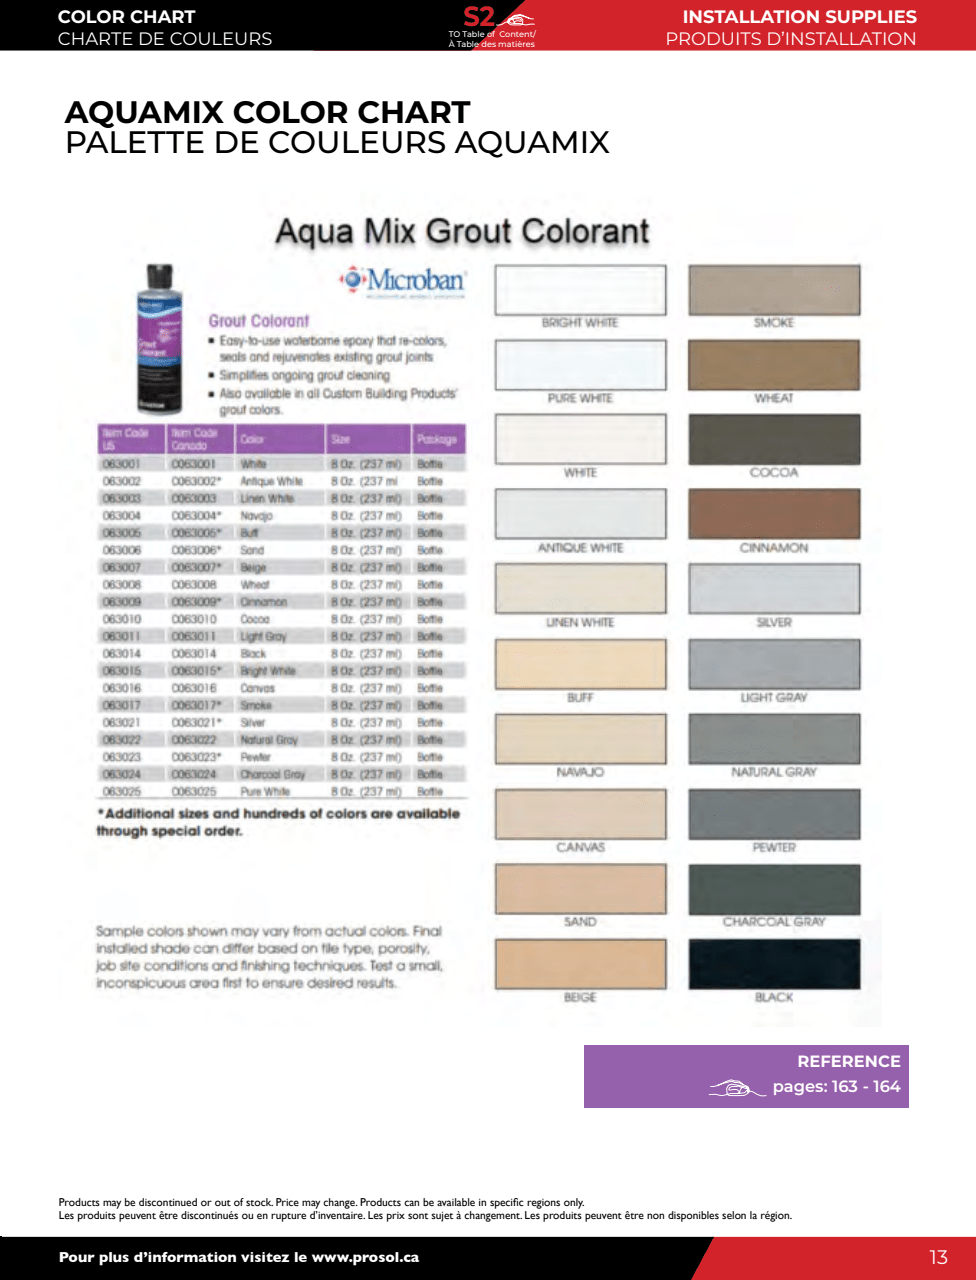 COLOR CHART
CHARTE DE COULEURS
S2
TO Table of Content/
À Table des matières
INSTALLATION SUPPLIES
PRODUITS D'INSTALLATION
AQUAMIX COLOR CHART
PALETTE DE COULEURS AQUAMIX
Aqua Mix Grout Colorant
Microban
Grout Colorant
Grout Colorant
▪ Easy-to-use waterborne epoxy that re-colors,
seals and rejuvenates existing grout joints
▪ Simplifies ongoing grout cleaning
▪ Also available in all Custom Building Products'
grout colors.
Item Code US Item Code Canada Color Size Package
063001 C063001 White 8 Oz. (237 ml) Bottle
063002 C063002* Antique White 8 Oz. (237 ml Bottle
063003 C063003 Linen White 8 Oz. (237 ml) Bottle
063004 C063004* Navajo 8 Oz. (237 ml) Bottle
063005 C063005* Buff 8 Oz. (237 ml) Bottle
063006 C063006* Sand 8 Oz. (237 ml) Bottle
063007 C063007* Beige 8 Oz. (237 ml) Bottle
063008 C063008 Wheat 8 Oz. (237 ml) Bottle
063009 C063009* Cinnamon 8 Oz. (237 ml) Bottle
063010 C063010 Cocoa 8 Oz. (237 ml) Bottle
063011 C063011 Light Gray 8 Oz. (237 ml) Bottle
063014 C063014 Black 8 Oz. (237 ml) Bottle
063015 C063015* Bright White 8 Oz. (237 ml) Bottle
063016 C063016 Canvas 8 Oz. (237 ml) Bottle
063017 C063017* Smoke 8 Oz. (237 ml) Bottle
063021 C063021* Silver 8 Oz. (237 ml) Bottle
063022 C063022 Natural Gray 8 Oz. (237 ml) Bottle
063023 C063023* Pewter 8 Oz. (237 ml) Bottle
063024 C063024 Charcoal Gray 8 Oz. (237 ml) Bottle
063025 C063025 Pure White 8 Oz. (237 ml) Bottle
*Additional sizes and hundreds of colors are available
through special order.
Sample colors shown may vary from actual colors. Final
installed shade can differ based on tile type, porosity,
job site conditions and finishing techniques. Test a small,
inconspicuous area first to ensure desired results.
BRIGHT WHITE
SMOKE
PURE WHITE
WHEAT
WHITE
COCOA
ANTIQUE WHITE
CINNAMON
LINEN WHITE
SILVER
BUFF
LIGHT GRAY
NAVAJO
NATURAL GRAY
CANVAS
PEWTER
SAND
CHARCOAL GRAY
BEIGE
BLACK
REFERENCE
pages: 163 - 164
Products may be discontinued or out of stock. Price may change. Products can be available in specific regions only.
Les produits peuvent être discontinués ou en rupture d'inventaire. Les prix sont sujet à changement. Les produits peuvent être non disponibles selon la région.
Pour plus d'information visitez le www.prosol.ca
13